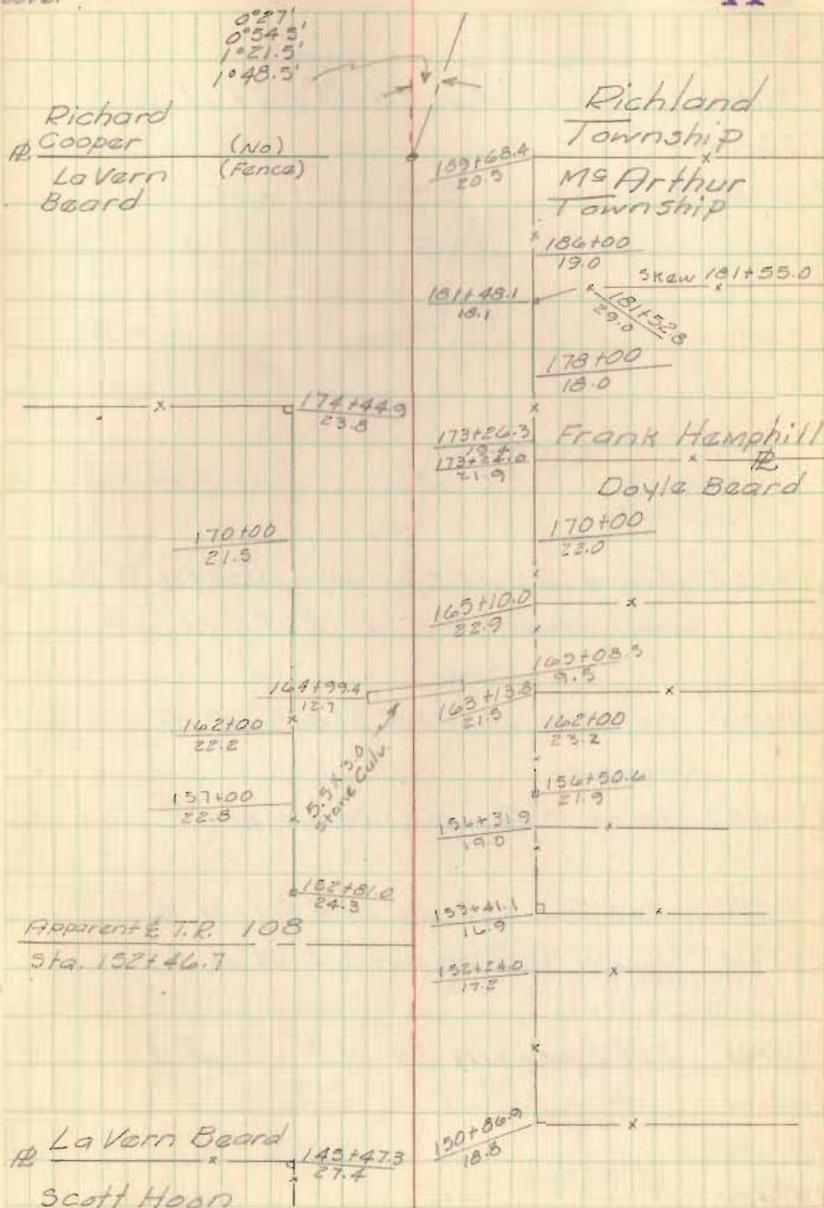 0°27'
0°54.5'
1°21.5'
1°48.5'
Richard
Cooper
(No)
(Fence)
La Vern
Beard
Richland
Township
189+68.4
20.5
McArthur
Township
186+00
19.0
Skew 181+55.0
181+48.1
18.1
181+52.8
29.0
178+00
18.0
174+44.9
23.8
173+26.3
19.4
173+24.0
21.9
Frank Hemphill
PL
Doyle Beard
170+00
21.5
170+00
22.0
165+10.0
22.9
165+08.5
9.5
164+99.4
12.7
163+13.8
21.5
162+00
22.2
162+00
23.2
5.5 x 3.0
Stone Culv.
157+00
22.8
156+50.6
21.9
156+31.9
19.0
152+81.0
24.3
153+41.1
16.9
Apparent ℄ T.R. 108
Sta. 152+46.7
152+24.0
17.2
150+86.9
18.8
PL
La Vern Beard
145+47.3
27.4
Scott Hoon